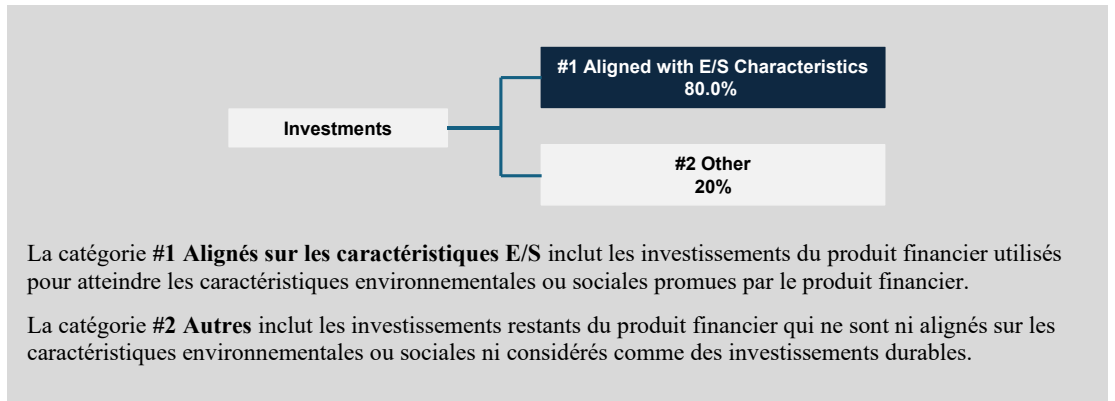 #1 Aligned with E/S Characteristics
80.0%
Investments
#2 Other
20%
La catégorie #1 Alignés sur les caractéristiques E/S inclut les investissements du produit financier utilisés
pour atteindre les caractéristiques environnementales ou sociales promues par le produit financier.
La catégorie #2 Autres inclut les investissements restants du produit financier qui ne sont ni alignés sur les
caractéristiques environnementales ou sociales ni considérés comme des investissements durables.